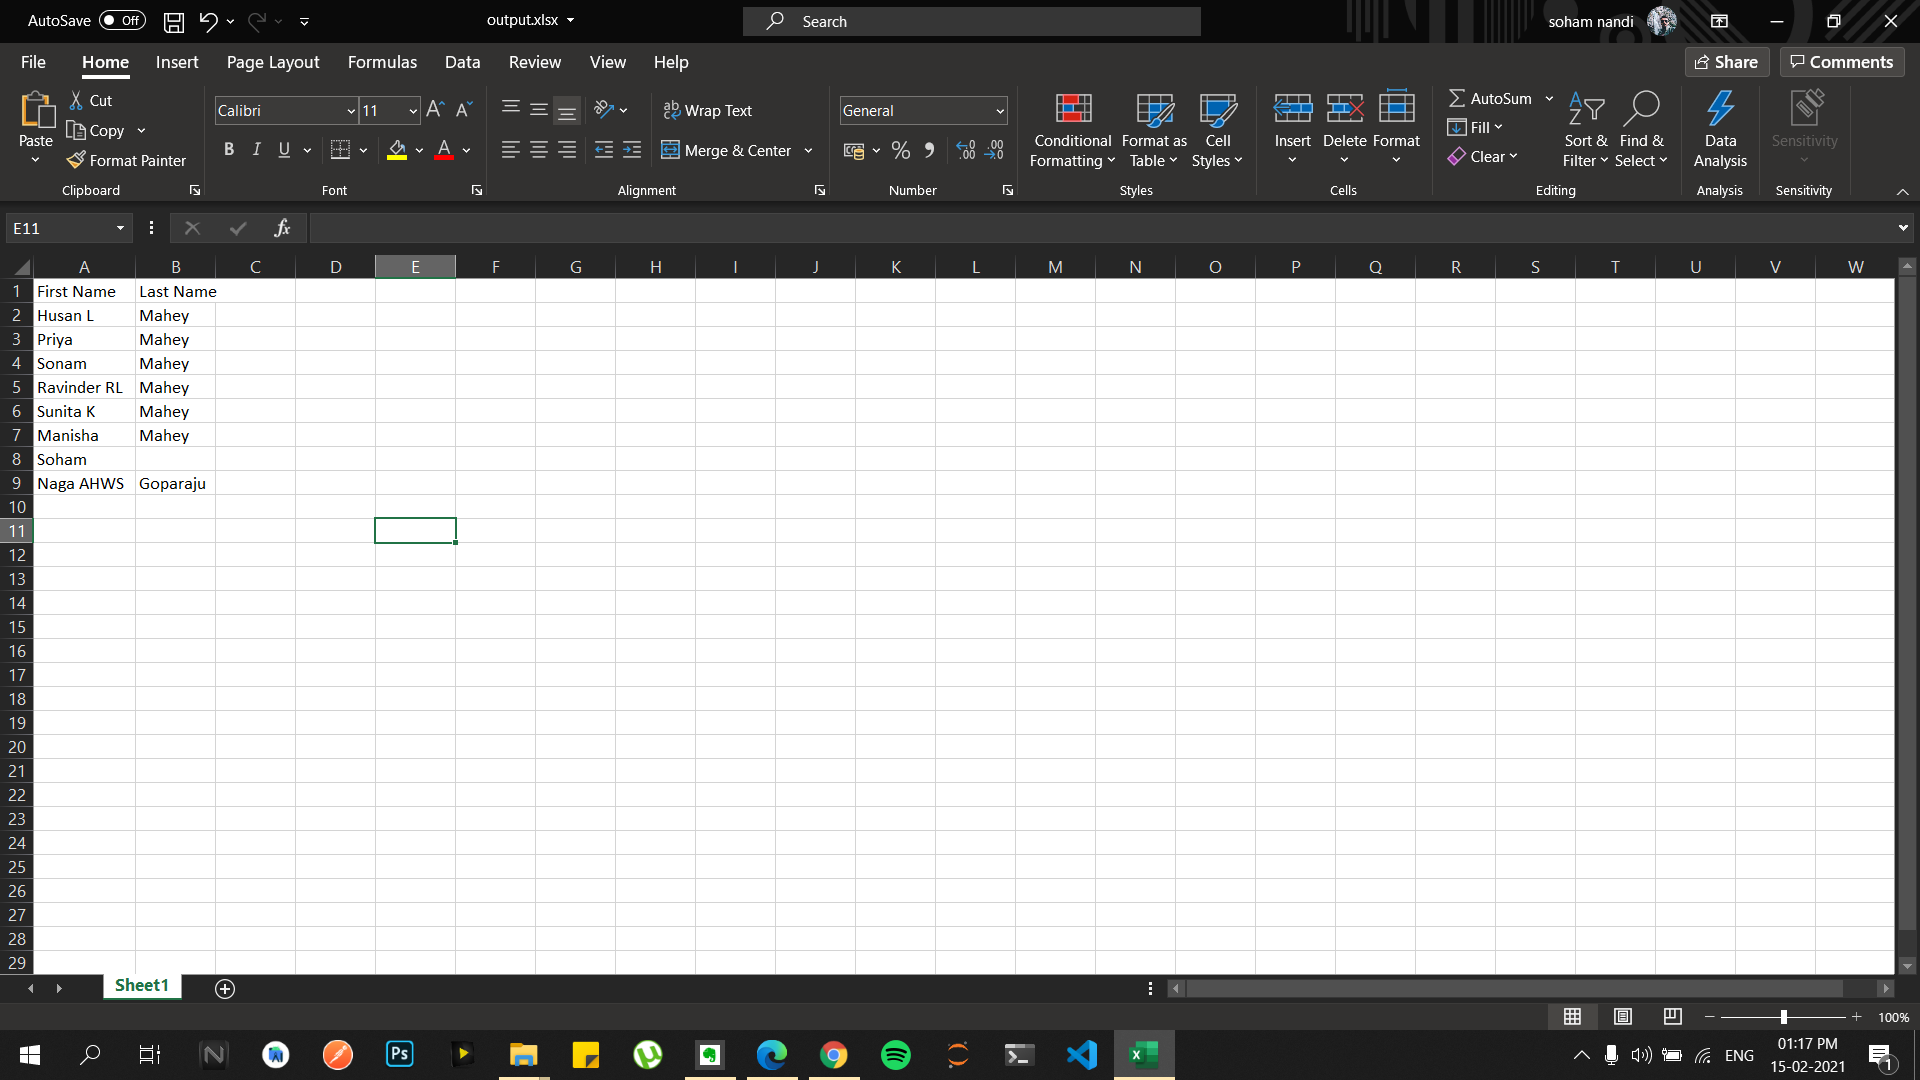 AutoSave Off output.xlsx Search soham nandi
File Home Insert Page Layout Formulas Data Review View Help Share Comments
Paste Cut Copy Format Painter Clipboard
Calibri 11 A A B I U A Font
ab Wrap Text Merge & Center Alignment
General % 9 .00 .00 Number
Conditional Formatting Format as Table Cell Styles Styles
Insert Delete Format Cells
AutoSum Fill Clear Sort & Filter Find & Select Editing
Data Analysis Analysis
Sensitivity Sensitivity
E11 fx
A B C D E F G H I J K L M N O P Q R S T U V W
1 First Name Last Name
2 Husan L Mahey
3 Priya Mahey
4 Sonam Mahey
5 Ravinder RL Mahey
6 Sunita K Mahey
7 Manisha Mahey
8 Soham
9 Naga AHWS Goparaju
10
11
12
13
14
15
16
17
18
19
20
21
22
23
24
25
26
27
28
29
Sheet1
100%
N Ps ENG 01:17 PM
15-02-2021 1